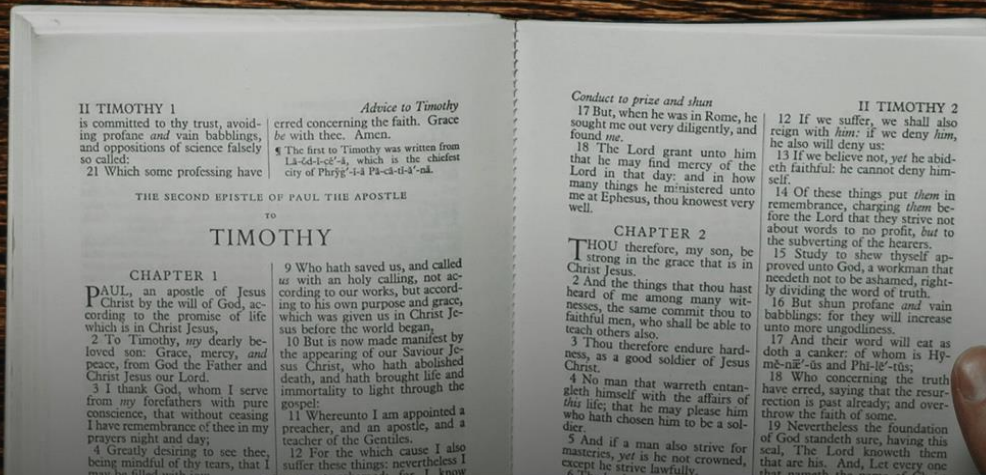 II TIMOTHY 1
Advice to Timothy
is committed to thy trust, avoid-
ing profane and vain babblings,
and oppositions of science falsely
so called:
21 Which some professing have
erred concerning the faith. Grace
be with thee. Amen.
¶ The first to Timothy was written from
Lā-ŏd-ĭ-çē′-ȧ, which is the chiefest
city of Phrўġ′-ĭ-ȧ Pā-cā-tĭ-ā′-nȧ.
THE SECOND EPISTLE OF PAUL THE APOSTLE
TO
TIMOTHY
CHAPTER 1
PAUL, an apostle of Jesus
Christ by the will of God, ac-
cording to the promise of life
which is in Christ Jesus,
2 To Timothy, my dearly be-
loved son: Grace, mercy, and
peace, from God the Father and
Christ Jesus our Lord.
3 I thank God, whom I serve
from my forefathers with pure
conscience, that without ceasing
I have remembrance of thee in my
prayers night and day;
4 Greatly desiring to see thee,
being mindful of thy tears, that I
9 Who hath saved us, and called
us with an holy calling, not ac-
cording to our works, but accord-
ing to his own purpose and grace,
which was given us in Christ Je-
sus before the world began,
10 But is now made manifest by
the appearing of our Saviour Je-
sus Christ, who hath abolished
death, and hath brought life and
immortality to light through the
gospel:
11 Whereunto I am appointed a
preacher, and an apostle, and a
teacher of the Gentiles.
12 For the which cause I also
suffer these things: nevertheless I
Conduct to prize and shun
II TIMOTHY 2
17 But, when he was in Rome, he
sought me out very diligently, and
found me.
18 The Lord grant unto him
that he may find mercy of the
Lord in that day: and in how
many things he ministered unto
me at Ephesus, thou knowest very
well.
CHAPTER 2
THOU therefore, my son, be
strong in the grace that is in
Christ Jesus.
2 And the things that thou hast
heard of me among many wit-
nesses, the same commit thou to
faithful men, who shall be able to
teach others also.
3 Thou therefore endure hard-
ness, as a good soldier of Jesus
Christ.
4 No man that warreth entan-
gleth himself with the affairs of
this life; that he may please him
who hath chosen him to be a sol-
dier.
5 And if a man also strive for
masteries, yet is he not crowned,
except he strive lawfully.
12 If we suffer, we shall also
reign with him: if we deny him,
he also will deny us:
13 If we believe not, yet he abid-
eth faithful: he cannot deny him-
self.
14 Of these things put them in
remembrance, charging them be-
fore the Lord that they strive not
about words to no profit, but to
the subverting of the hearers.
15 Study to shew thyself ap-
proved unto God, a workman that
needeth not to be ashamed, right-
ly dividing the word of truth.
16 But shun profane and vain
babblings: for they will increase
unto more ungodliness.
17 And their word will eat as
doth a canker: of whom is Hȳ-
mē-næ′-ŭs and Phĭ-lē′-tŭs;
18 Who concerning the truth
have erred, saying that the resur-
rection is past already; and over-
throw the faith of some.
19 Nevertheless the foundation
of God standeth sure, having this
seal, The Lord knoweth them
that are his. And, Let every one